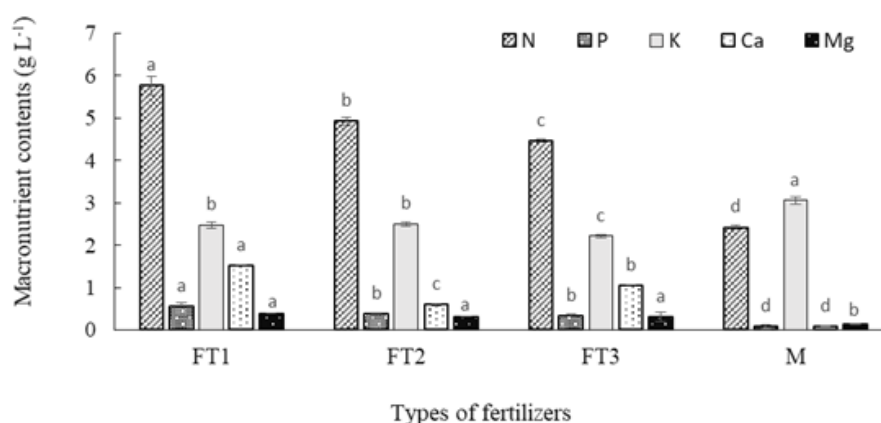 Macronutrient contents (g L-1)
7
6
5
4
3
2
1
0
N P K Ca Mg
a a b a a
b b b c a
c b c b a
d d a d b
FT1 FT2 FT3 M
Types of fertilizers